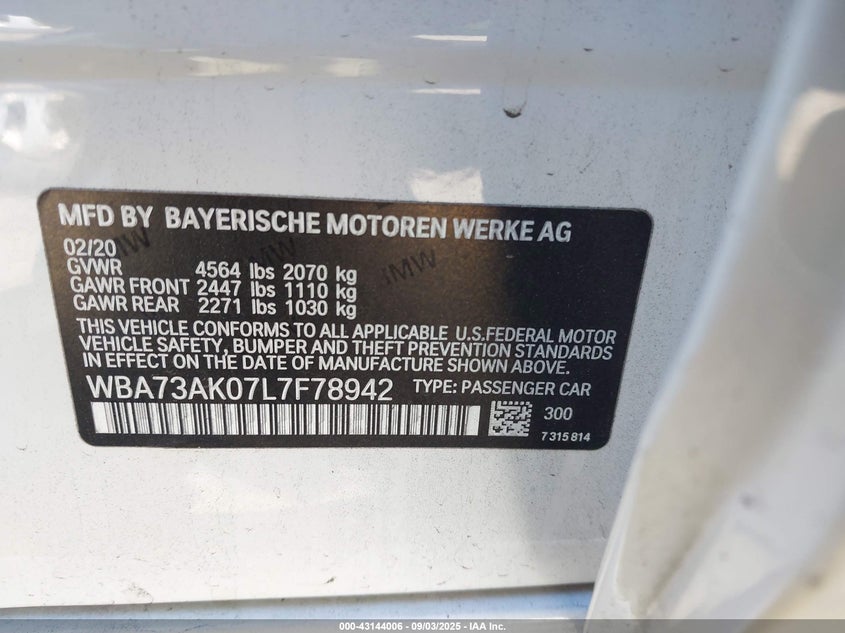 MFD BY BAYERISCHE MOTOREN WERKE AG
02/20
GVWR 4564 lbs 2070 kg
GAWR FRONT 2447 lbs 1110 kg
GAWR REAR 2271 lbs 1030 kg
THIS VEHICLE CONFORMS TO ALL APPLICABLE U.S.FEDERAL MOTOR
VEHICLE SAFETY, BUMPER AND THEFT PREVENTION STANDARDS
IN EFFECT ON THE DATE OF MANUFACTURE SHOWN ABOVE.
WBA73AK07L7F78942 TYPE: PASSENGER CAR
300
7 315 814
000-43144006 - 09/03/2025 - IAA Inc.